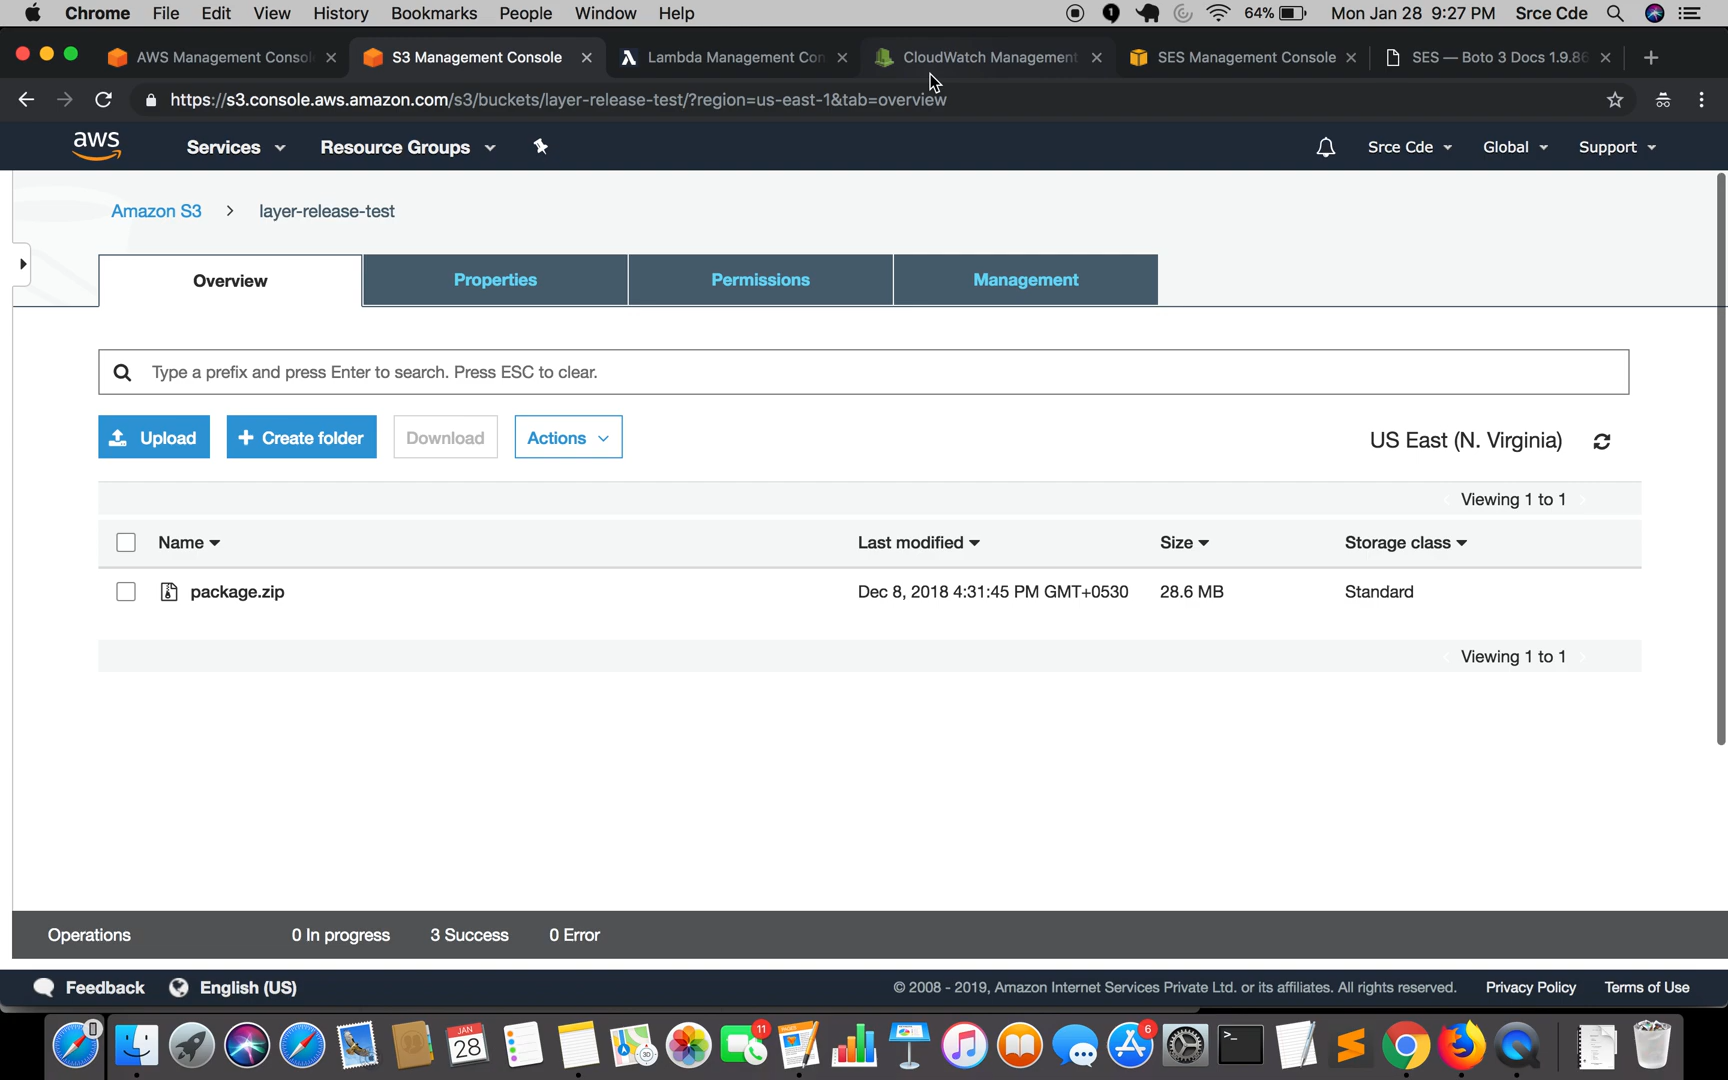 Chrome File Edit View History Bookmarks People Window Help 64% Mon Jan 28 9:27 PM Srce Cde
AWS Management Consol S3 Management Console Lambda Management Con CloudWatch Management SES Management Console SES — Boto 3 Docs 1.9.86
https://s3.console.aws.amazon.com/s3/buckets/layer-release-test/?region=us-east-1&tab=overview
aws Services Resource Groups Srce Cde Global Support
Amazon S3 > layer-release-test
Overview Properties Permissions Management
Type a prefix and press Enter to search. Press ESC to clear.
Upload + Create folder Download Actions US East (N. Virginia)
Viewing 1 to 1
Name Last modified Size Storage class
package.zip Dec 8, 2018 4:31:45 PM GMT+0530 28.6 MB Standard
Viewing 1 to 1
Operations 0 In progress 3 Success 0 Error
Feedback English (US) © 2008 - 2019, Amazon Internet Services Private Ltd. or its affiliates. All rights reserved. Privacy Policy Terms of Use
JAN
28
11
6